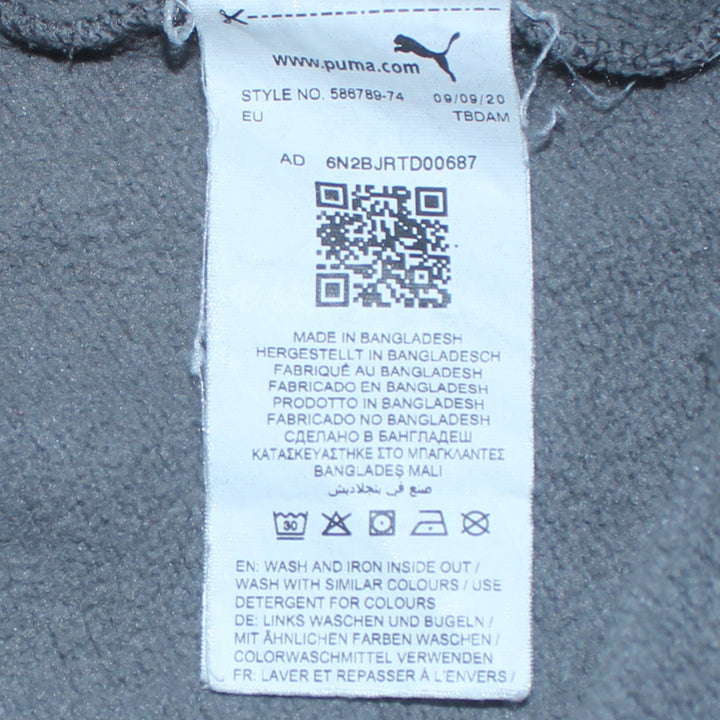 www.puma.com
STYLE NO. 586789-74 09/09/20
EU TBDAM
AD 6N2BJRTD00687
MADE IN BANGLADESH
HERGESTELLT IN BANGLADESCH
FABRIQUÉ AU BANGLADESH
FABRICADO EN BANGLADESH
PRODOTTO IN BANGLADESH
FABRICADO NO BANGLADESH
СДЕЛАНО В БАНГЛАДЕШ
ΚΑΤΑΣΚΕΥΑΣΤΗΚΕ ΣΤΟ ΜΠΑΓΚΛΑΝΤΕΣ
BANGLADEŞ MALI
صنع في بنجلاديش
30
EN: WASH AND IRON INSIDE OUT /
WASH WITH SIMILAR COLOURS / USE
DETERGENT FOR COLOURS
DE: LINKS WASCHEN UND BUGELN /
MIT ÄHNLICHEN FARBEN WASCHEN /
COLORWASCHMITTEL VERWENDEN
FR: LAVER ET REPASSER À L'ENVERS /